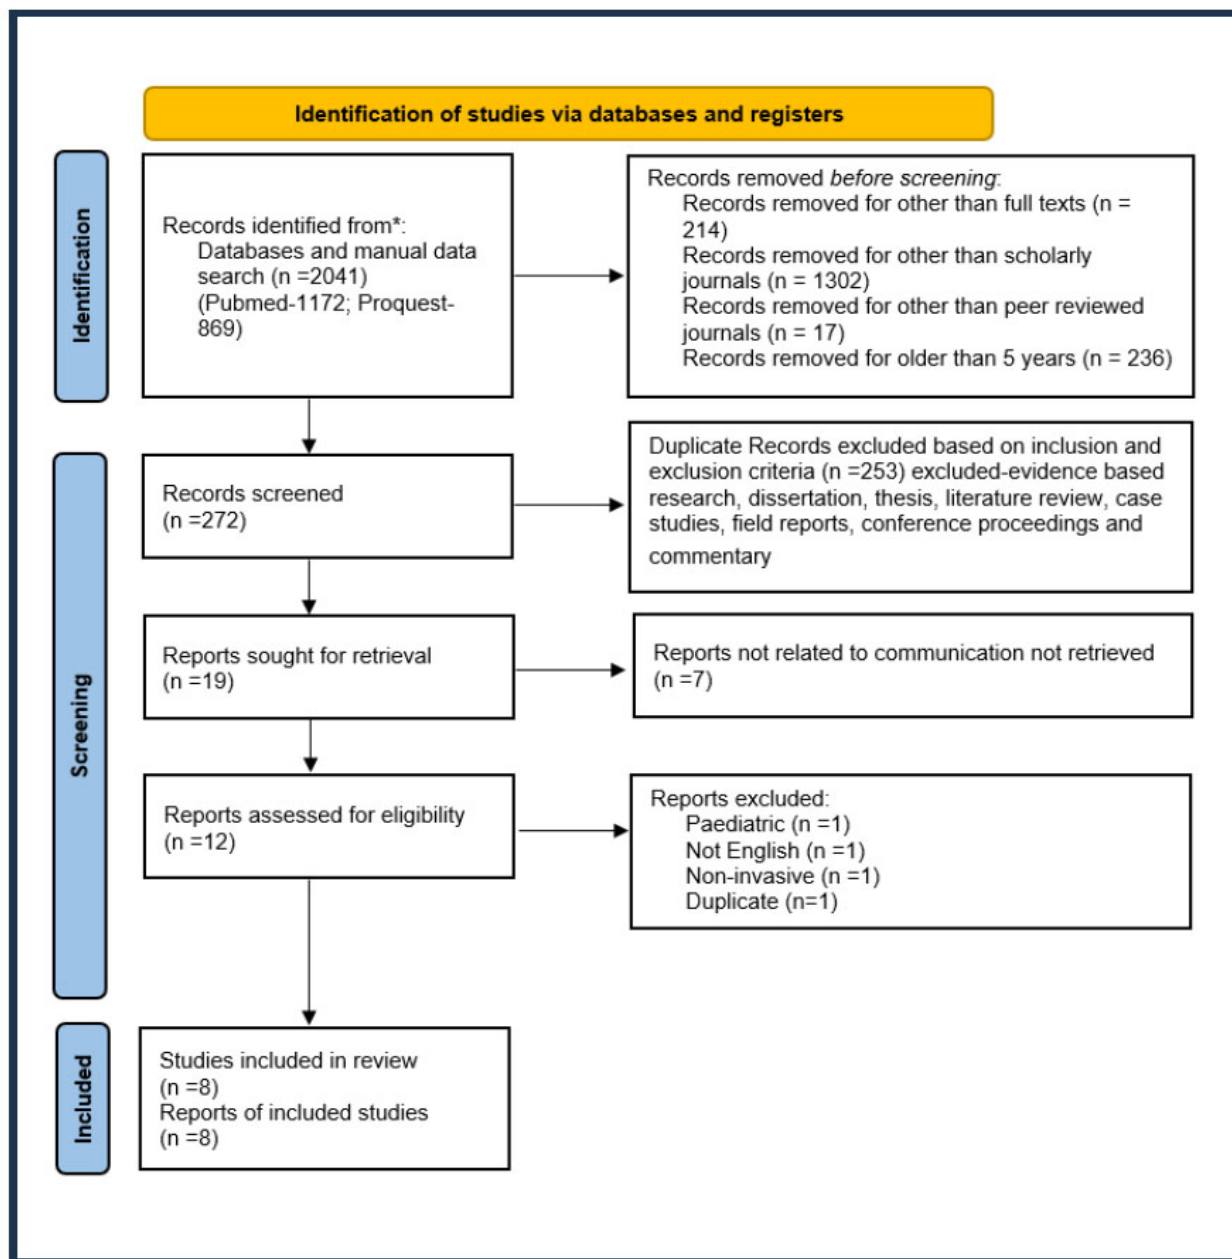 Identification of studies via databases and registers
Identification
Records identified from*:
Databases and manual data
search (n =2041)
(Pubmed-1172; Proquest-
869)
Records removed before screening:
Records removed for other than full texts (n =
214)
Records removed for other than scholarly
journals (n = 1302)
Records removed for other than peer reviewed
journals (n = 17)
Records removed for older than 5 years (n = 236)
Screening
Records screened
(n =272)
Duplicate Records excluded based on inclusion and
exclusion criteria (n =253) excluded-evidence based
research, dissertation, thesis, literature review, case
studies, field reports, conference proceedings and
commentary
Reports sought for retrieval
(n =19)
Reports not related to communication not retrieved
(n =7)
Reports assessed for eligibility
(n =12)
Reports excluded:
Paediatric (n =1)
Not English (n =1)
Non-invasive (n =1)
Duplicate (n=1)
Included
Studies included in review
(n =8)
Reports of included studies
(n =8)